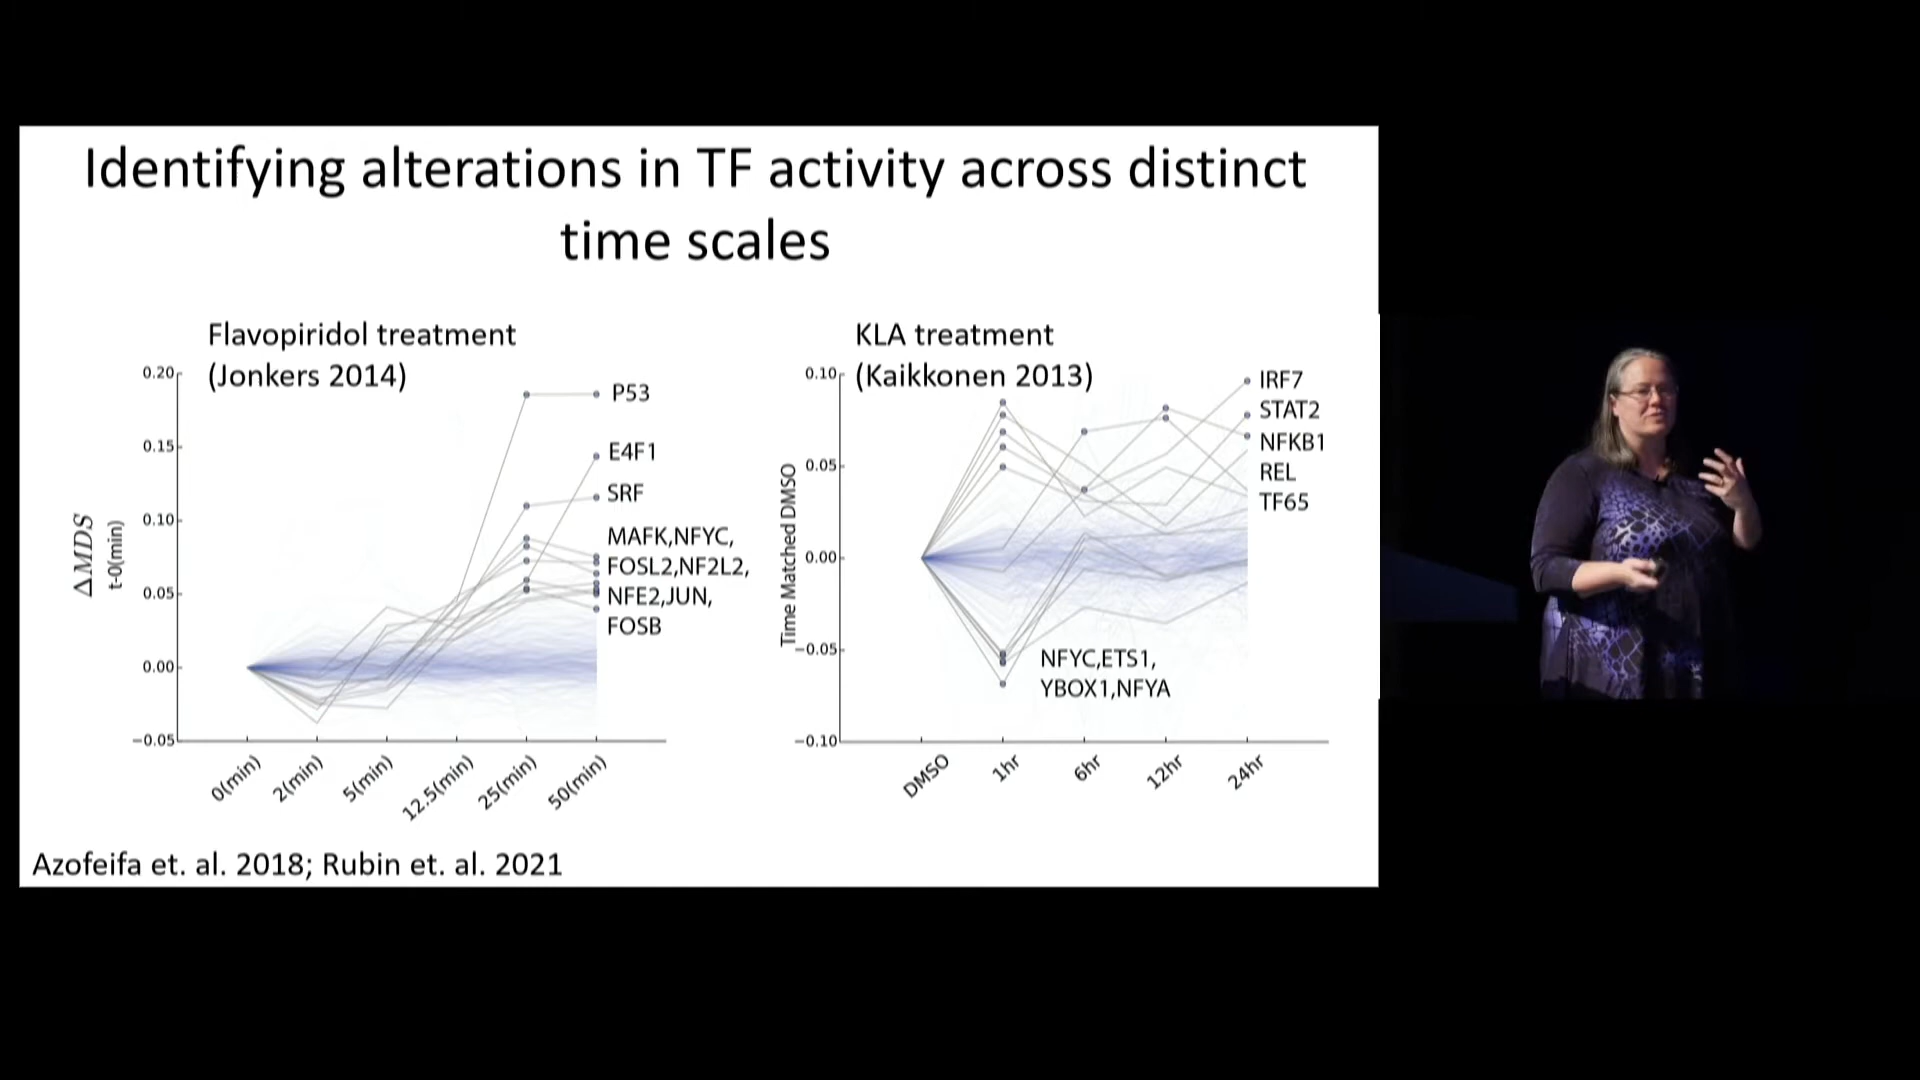 Identifying alterations in TF activity across distinct
time scales
Flavopiridol treatment
(Jonkers 2014)
0.20
0.15
0.10
0.05
0.00
−0.05
ΔMDS
t-0(min)
P53
E4F1
SRF
MAFK,NFYC,
FOSL2,NF2L2,
NFE2,JUN,
FOSB
0(min)
2(min)
5(min)
12.5(min)
25(min)
50(min)
KLA treatment
(Kaikkonen 2013)
0.10
0.05
0.00
−0.05
−0.10
Time Matched DMSO
IRF7
STAT2
NFKB1
REL
TF65
NFYC,ETS1,
YBOX1,NFYA
DMSO
1hr
6hr
12hr
24hr
Azofeifa et. al. 2018; Rubin et. al. 2021